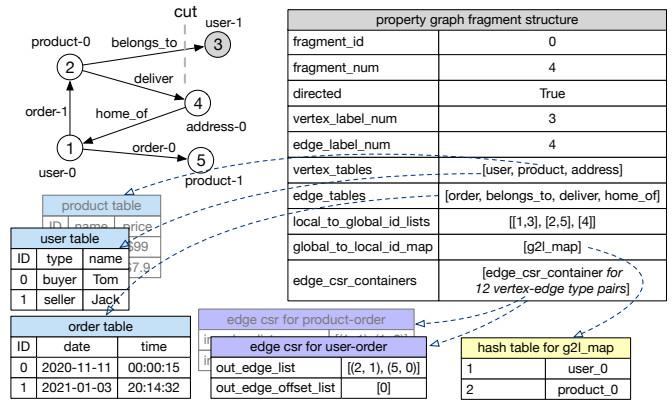 cut
user-1
product-0
belongs_to
3
2
deliver
4
order-1
home_of
address-0
1
order-0
5
user-0
product-1
property graph fragment structure
fragment_id 0
fragment_num 4
directed True
vertex_label_num 3
edge_label_num 4
vertex_tables [user, product, address]
edge_tables [order, belongs_to, deliver, home_of]
local_to_global_id_lists [[1,3], [2,5], [4]]
global_to_local_id_map [g2l_map]
edge_csr_containers [edge_csr_container for
12 vertex-edge type pairs]
product table
ID name price
user table
ID type name
0 buyer Tom
1 seller Jack
order table
ID date time
0 2020-11-11 00:00:15
1 2021-01-03 20:14:32
edge csr for product-order
edge csr for user-order
out_edge_list [(2, 1), (5, 0)]
out_edge_offset_list [0]
hash table for g2l_map
1 user_0
2 product_0